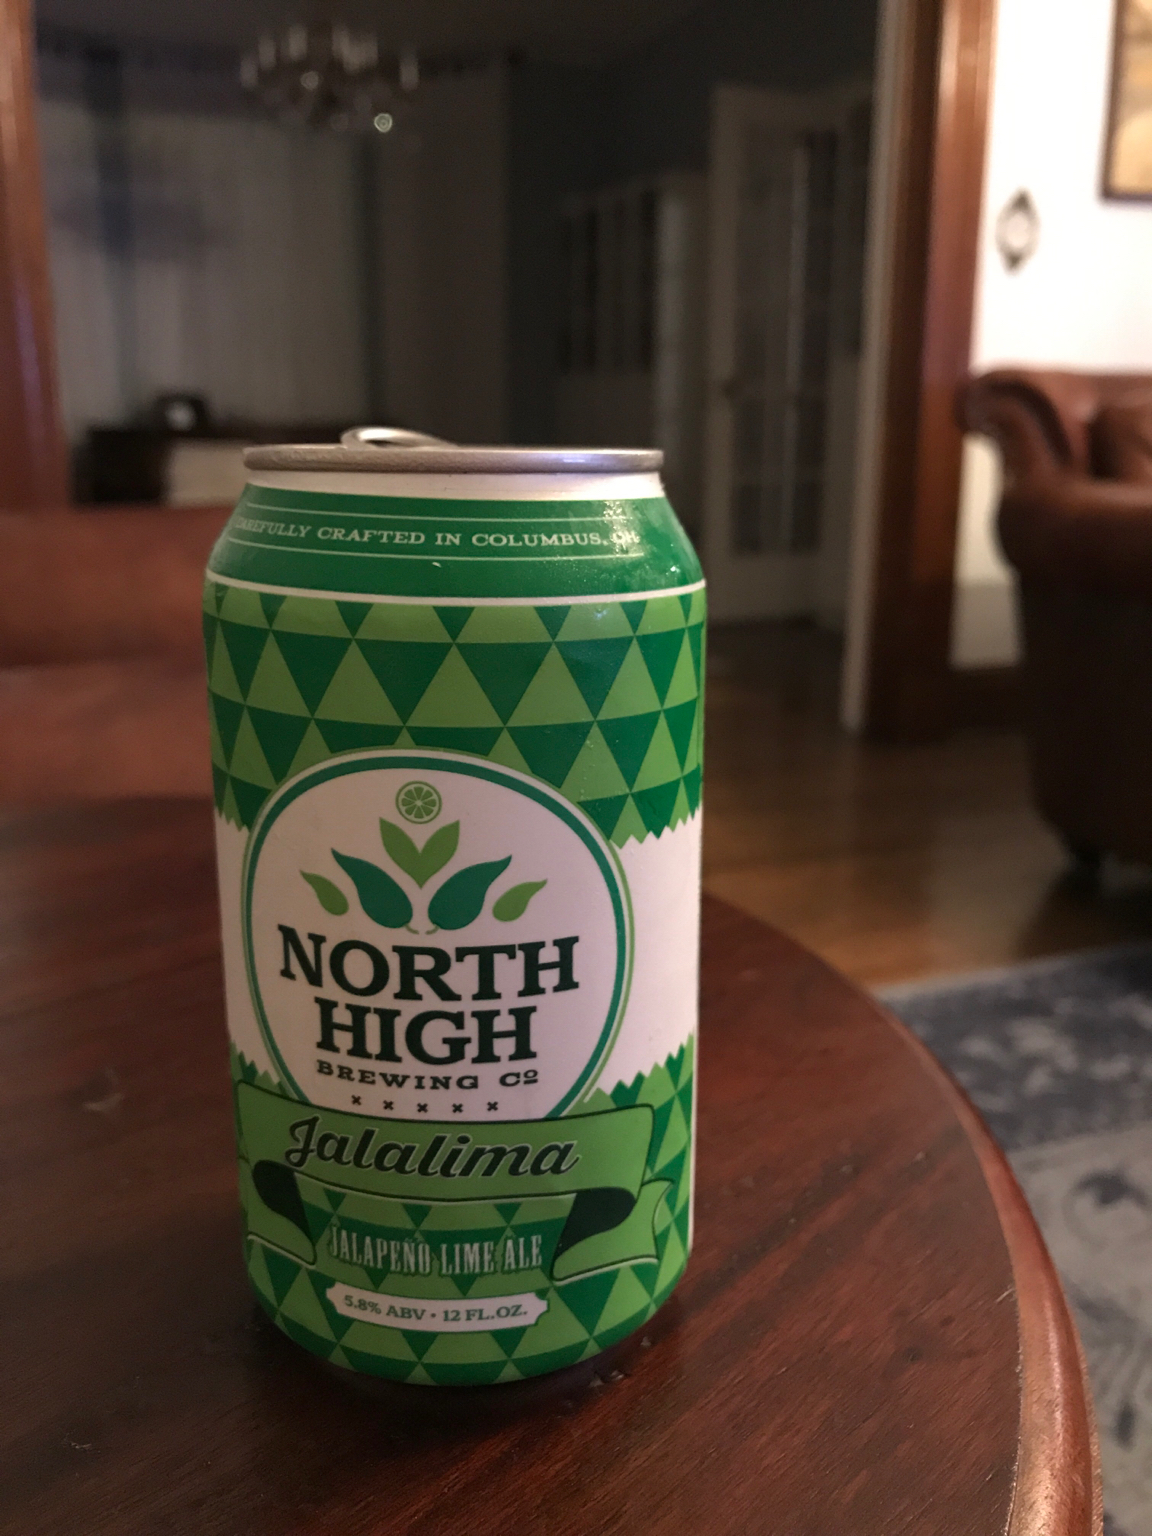 CAREFULLY CRAFTED IN COLUMBUS, OH
NORTH
HIGH
BREWING Cº
Jalalima
JALAPEÑO LIME ALE
5.8% ABV • 12 FL.OZ.